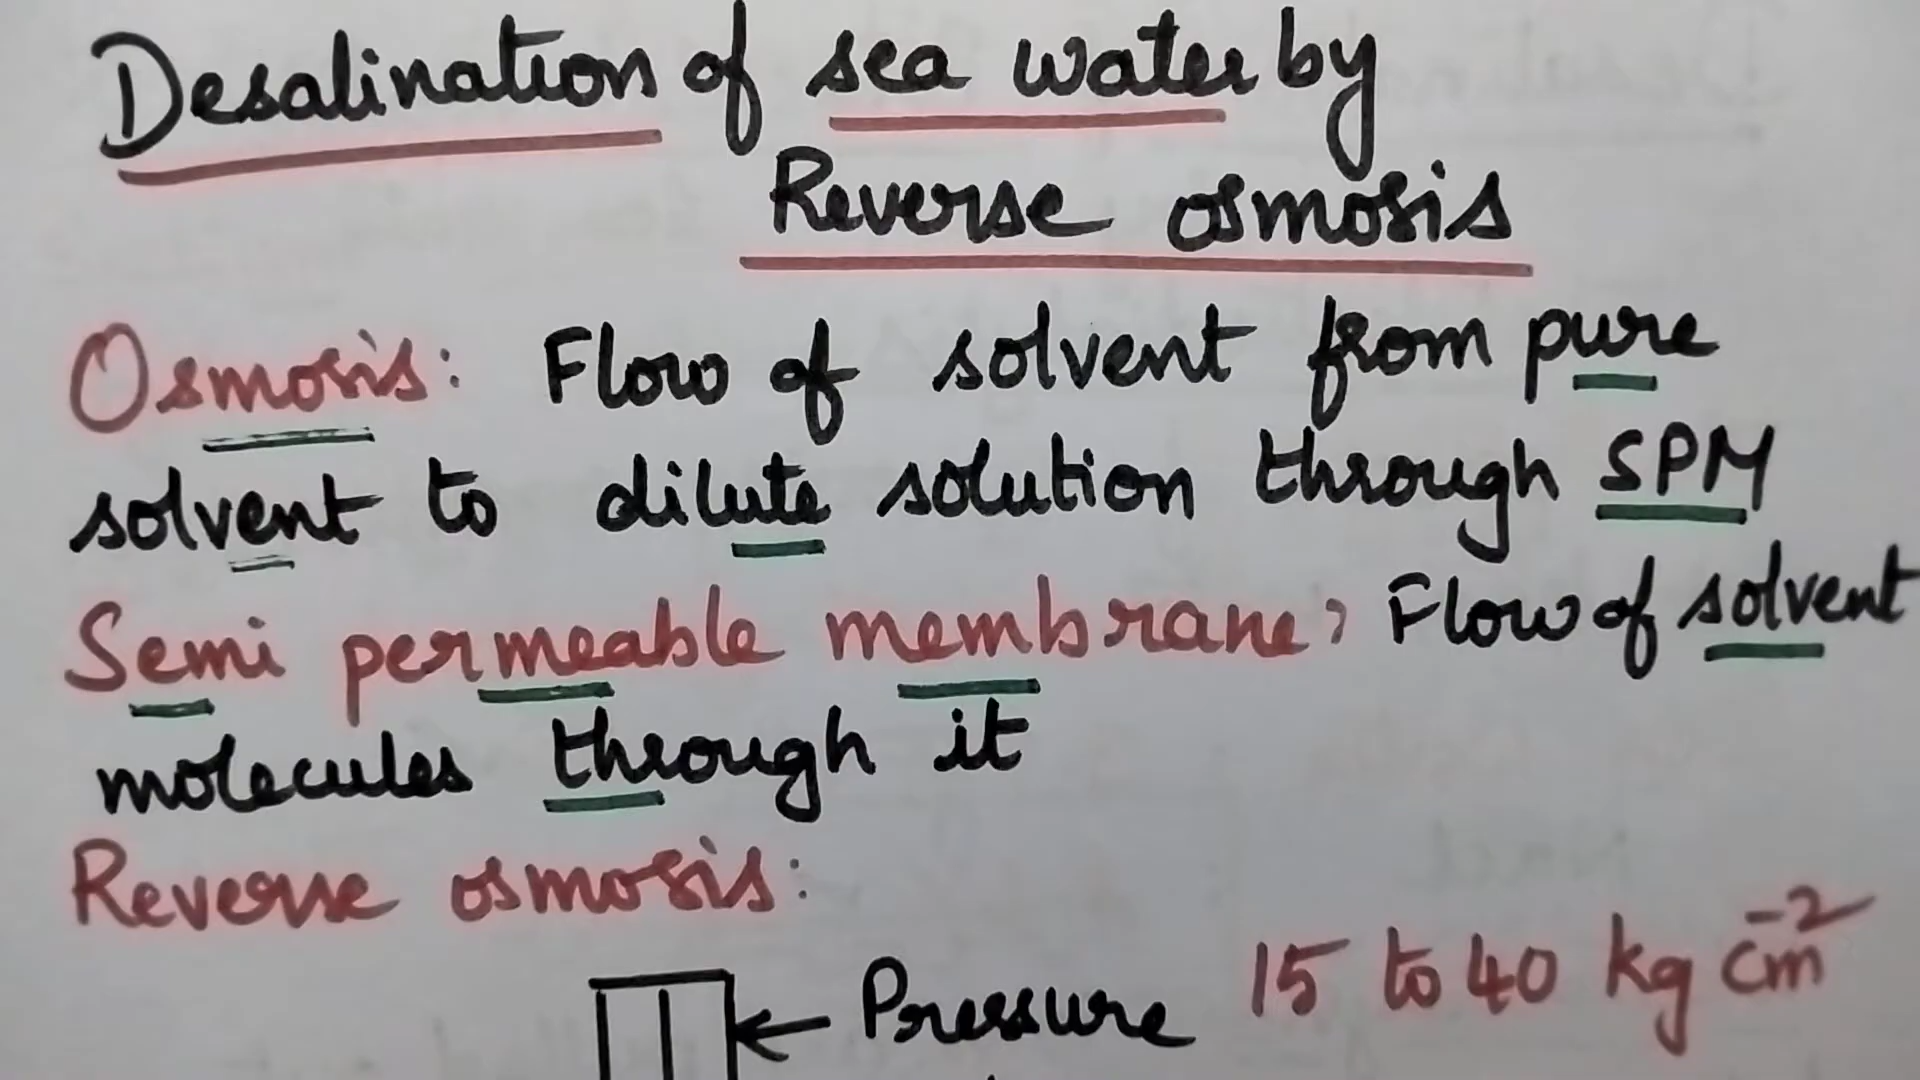 Desalination of sea water by
Reverse osmosis
Osmosis: Flow of solvent from pure
solvent to dilute solution through SPM
Semi permeable membrane: Flow of solvent
molecules through it
Reverse osmosis:
Pressure 15 to 40 kg cm⁻²